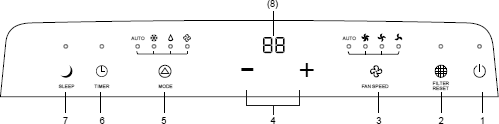 (8)
AUTO
88
AUTO
SLEEP
TIMER
MODE
FAN SPEED
FILTER
RESET
7
6
5
4
3
2
1